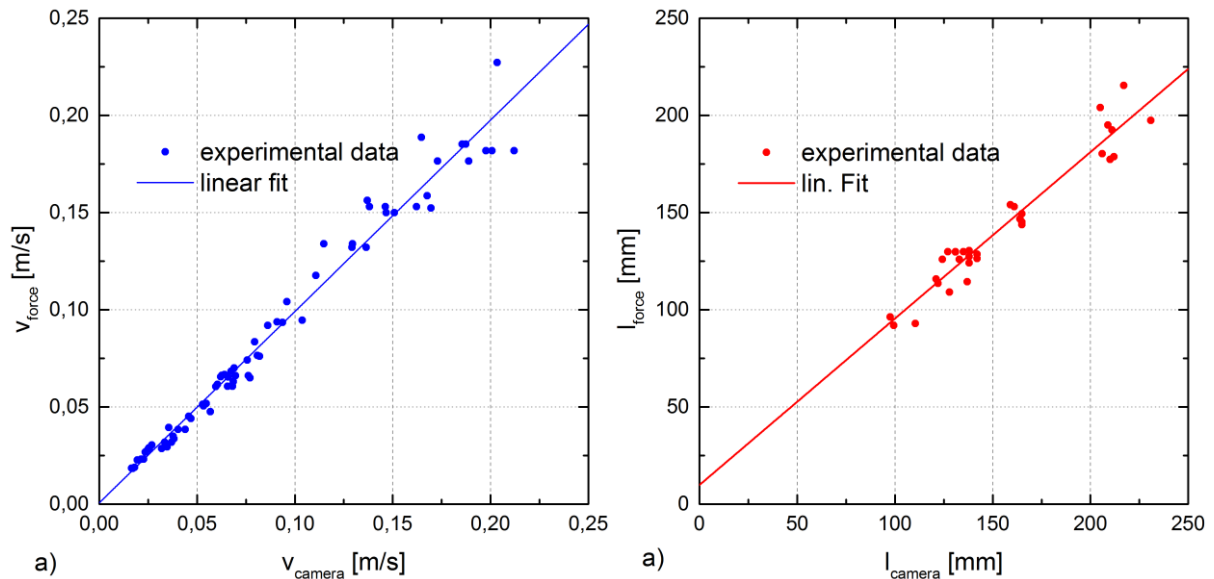 0,25
0,20
0,15
0,10
0,05
0,00
v_force [m/s]
experimental data
linear fit
0,00 0,05 0,10 0,15 0,20 0,25
v_camera [m/s]
a)
250
200
150
100
50
0
l_force [mm]
experimental data
lin. Fit
0 50 100 150 200 250
l_camera [mm]
a)